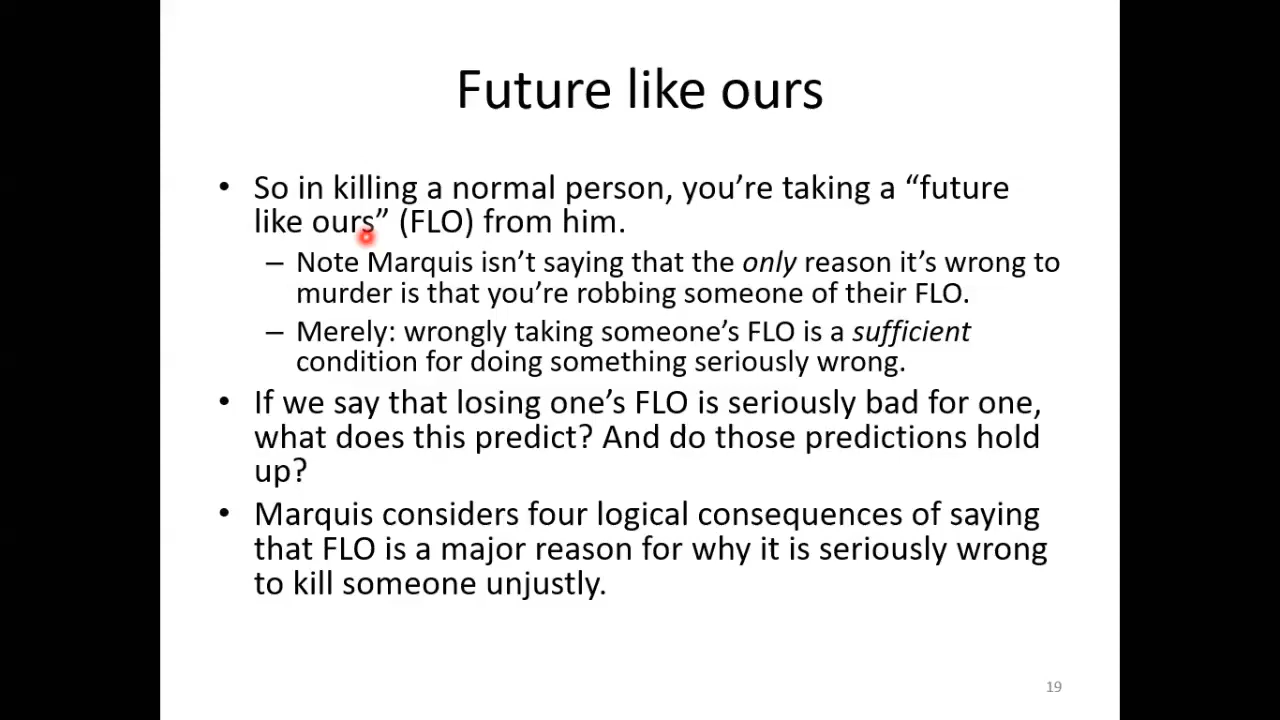 Future like ours
• So in killing a normal person, you’re taking a “future
like ours” (FLO) from him.
– Note Marquis isn’t saying that the only reason it’s wrong to
murder is that you’re robbing someone of their FLO.
– Merely: wrongly taking someone’s FLO is a sufficient
condition for doing something seriously wrong.
• If we say that losing one’s FLO is seriously bad for one,
what does this predict? And do those predictions hold
up?
• Marquis considers four logical consequences of saying
that FLO is a major reason for why it is seriously wrong
to kill someone unjustly.
19